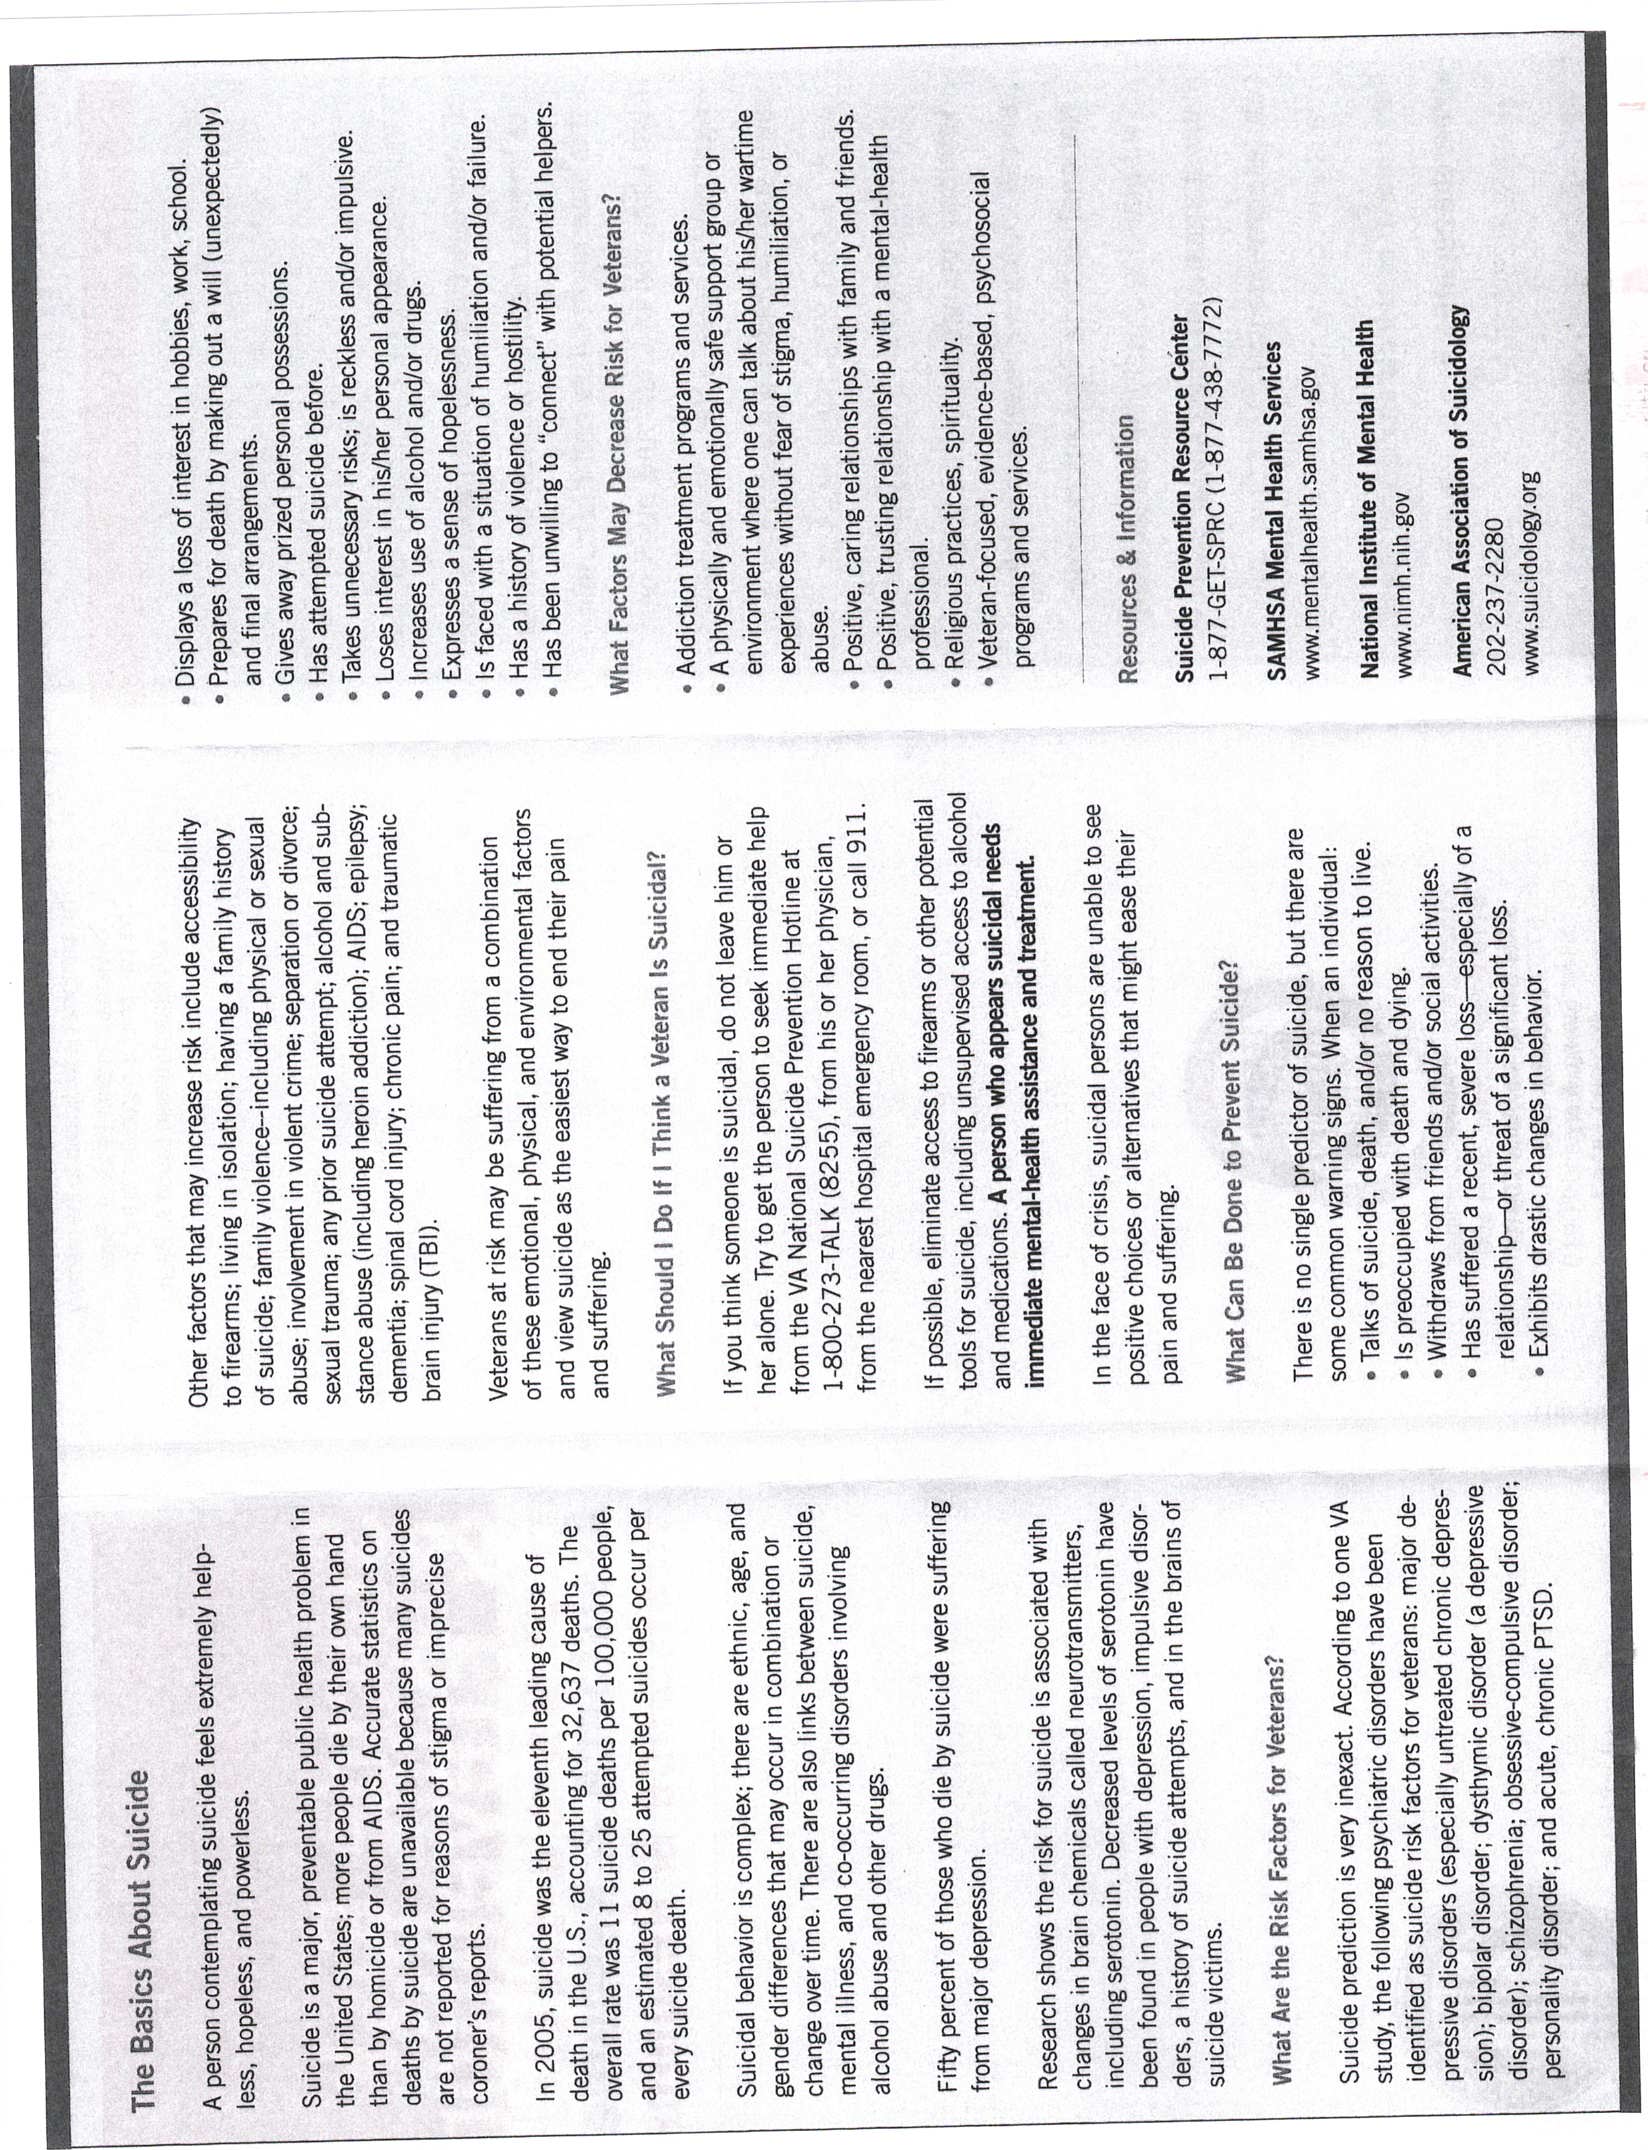 The Basics About Suicide
A person contemplating suicide feels extremely help-
less, hopeless, and powerless.
Suicide is a major, preventable public health problem in
the United States; more people die by their own hand
than by homicide or from AIDS. Accurate statistics on
deaths by suicide are unavailable because many suicides
are not reported for reasons of stigma or imprecise
coroner's reports.
In 2005, suicide was the eleventh leading cause of
death in the U.S., accounting for 32,637 deaths. The
overall rate was 11 suicide deaths per 100,000 people,
and an estimated 8 to 25 attempted suicides occur per
every suicide death.
Suicidal behavior is complex; there are ethnic, age, and
gender differences that may occur in combination or
change over time. There are also links between suicide,
mental illness, and co-occurring disorders involving
alcohol abuse and other drugs.
Fifty percent of those who die by suicide were suffering
from major depression.
Research shows the risk for suicide is associated with
changes in brain chemicals called neurotransmitters,
including serotonin. Decreased levels of serotonin have
been found in people with depression, impulsive disor-
ders, a history of suicide attempts, and in the brains of
suicide victims.
What Are the Risk Factors for Veterans?
Suicide prediction is very inexact. According to one VA
study, the following psychiatric disorders have been
identified as suicide risk factors for veterans: major de-
pressive disorders (especially untreated chronic depres-
sion); bipolar disorder; dysthymic disorder (a depressive
disorder); schizophrenia; obsessive-compulsive disorder;
personality disorder; and acute, chronic PTSD.
Other factors that may increase risk include accessibility
to firearms; living in isolation; having a family history
of suicide; family violence--including physical or sexual
abuse; involvement in violent crime; separation or divorce;
sexual trauma; any prior suicide attempt; alcohol and sub-
stance abuse (including heroin addiction); AIDS; epilepsy;
dementia; spinal cord injury; chronic pain; and traumatic
brain injury (TBI).
Veterans at risk may be suffering from a combination
of these emotional, physical, and environmental factors
and view suicide as the easiest way to end their pain
and suffering.
What Should I Do If I Think a Veteran Is Suicidal?
If you think someone is suicidal, do not leave him or
her alone. Try to get the person to seek immediate help
from the VA National Suicide Prevention Hotline at
1-800-273-TALK (8255), from his or her physician,
from the nearest hospital emergency room, or call 911.
If possible, eliminate access to firearms or other potential
tools for suicide, including unsupervised access to alcohol
and medications. A person who appears suicidal needs
immediate mental-health assistance and treatment.
In the face of crisis, suicidal persons are unable to see
positive choices or alternatives that might ease their
pain and suffering.
What Can Be Done to Prevent Suicide?
There is no single predictor of suicide, but there are
some common warning signs. When an individual:
• Talks of suicide, death, and/or no reason to live.
• Is preoccupied with death and dying.
• Withdraws from friends and/or social activities.
• Has suffered a recent, severe loss—especially of a
relationship—or threat of a significant loss.
• Exhibits drastic changes in behavior.
• Displays a loss of interest in hobbies, work, school.
• Prepares for death by making out a will (unexpectedly)
and final arrangements.
• Gives away prized personal possessions.
• Has attempted suicide before.
• Takes unnecessary risks; is reckless and/or impulsive.
• Loses interest in his/her personal appearance.
• Increases use of alcohol and/or drugs.
• Expresses a sense of hopelessness.
• Is faced with a situation of humiliation and/or failure.
• Has a history of violence or hostility.
• Has been unwilling to "connect" with potential helpers.
What Factors May Decrease Risk for Veterans?
• Addiction treatment programs and services.
• A physically and emotionally safe support group or
environment where one can talk about his/her wartime
experiences without fear of stigma, humiliation, or
abuse.
• Positive, caring relationships with family and friends.
• Positive, trusting relationship with a mental-health
professional.
• Religious practices, spirituality.
• Veteran-focused, evidence-based, psychosocial
programs and services.
Resources & Information
Suicide Prevention Resource Center
1-877-GET-SPRC (1-877-438-7772)
SAMHSA Mental Health Services
www.mentalhealth.samhsa.gov
National Institute of Mental Health
www.nimh.nih.gov
American Association of Suicidology
202-237-2280
www.suicidology.org